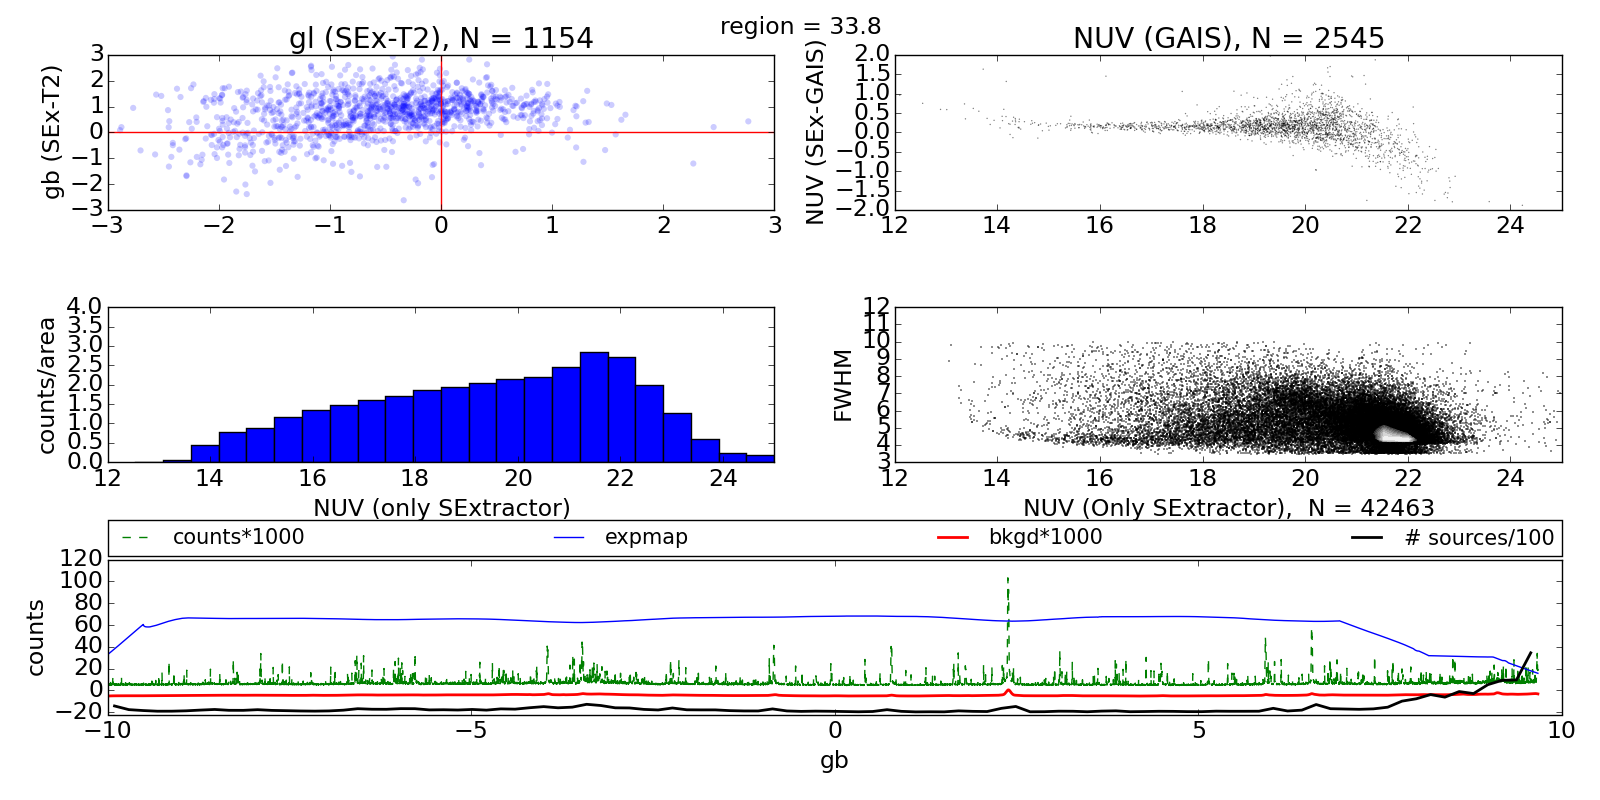 region = 33.8
gl (SEx-T2), N = 1154
gb (SEx-T2)
3
2
1
0
−1
−2
−3
−3 −2 −1 0 1 2 3
NUV (GAIS), N = 2545
NUV (SEx-GAIS)
2.0
1.5
1.0
0.5
0.0
−0.5
−1.0
−1.5
−2.0
12 14 16 18 20 22 24
counts/area
4.0
3.5
3.0
2.5
2.0
1.5
1.0
0.5
0.0
12 14 16 18 20 22 24
NUV (only SExtractor)
FWHM
12
11
10
9
8
7
6
5
4
3
12 14 16 18 20 22 24
NUV (Only SExtractor), N = 42463
counts*1000 expmap bkgd*1000 # sources/100
counts
120
100
80
60
40
20
0
−20
−10 −5 0 5 10
gb